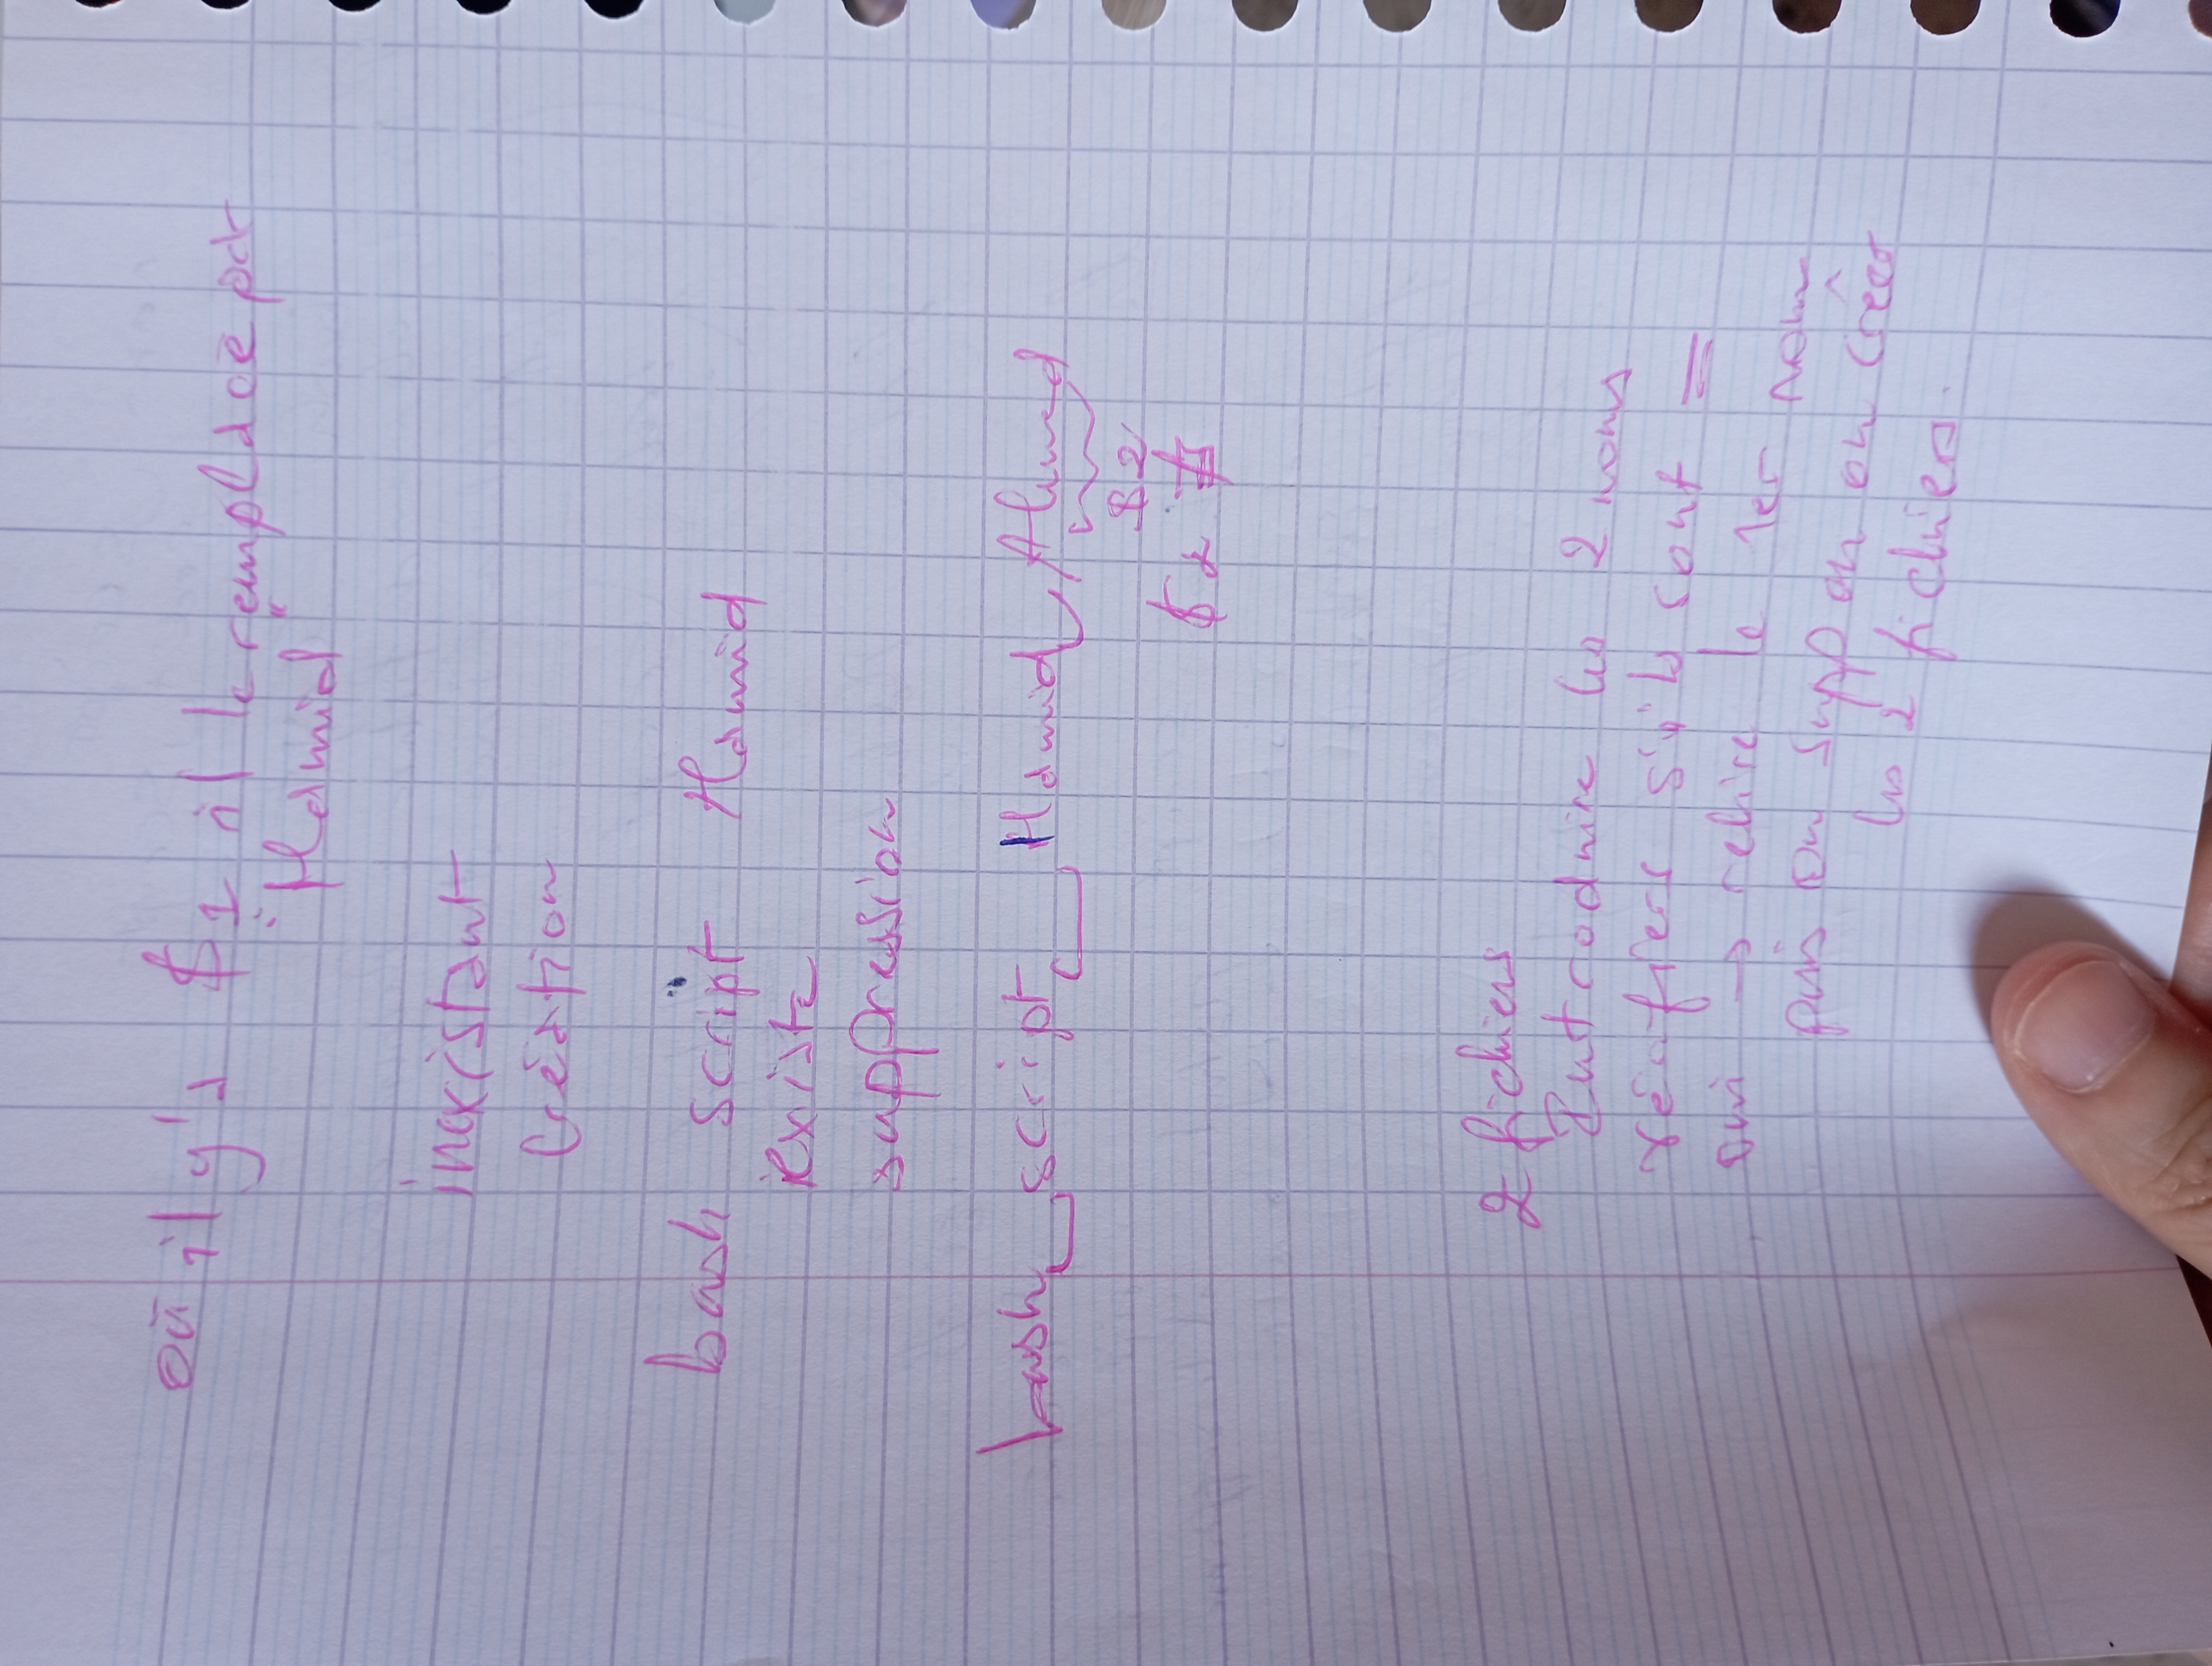 où il y'a $1 il le remplace par
"Hamid"
inexistant
Création
bash script Hamid
existe
suppression
bash script Hamid Ahmed
$2
$2
2 fichiers
Introduire les 2 noms
vérifier s'ils sont =
oui → relire le 1er nom
puis on supp ou on créer
les 2 fichiers.